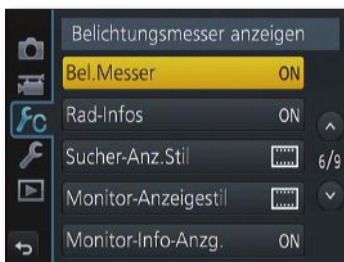 Belichtungsmesser anzeigen
Bel.Messer ON
Rad-Infos ON
Sucher-Anz.Stil
6/9
Monitor-Anzeigestil
Monitor-Info-Anzg. ON